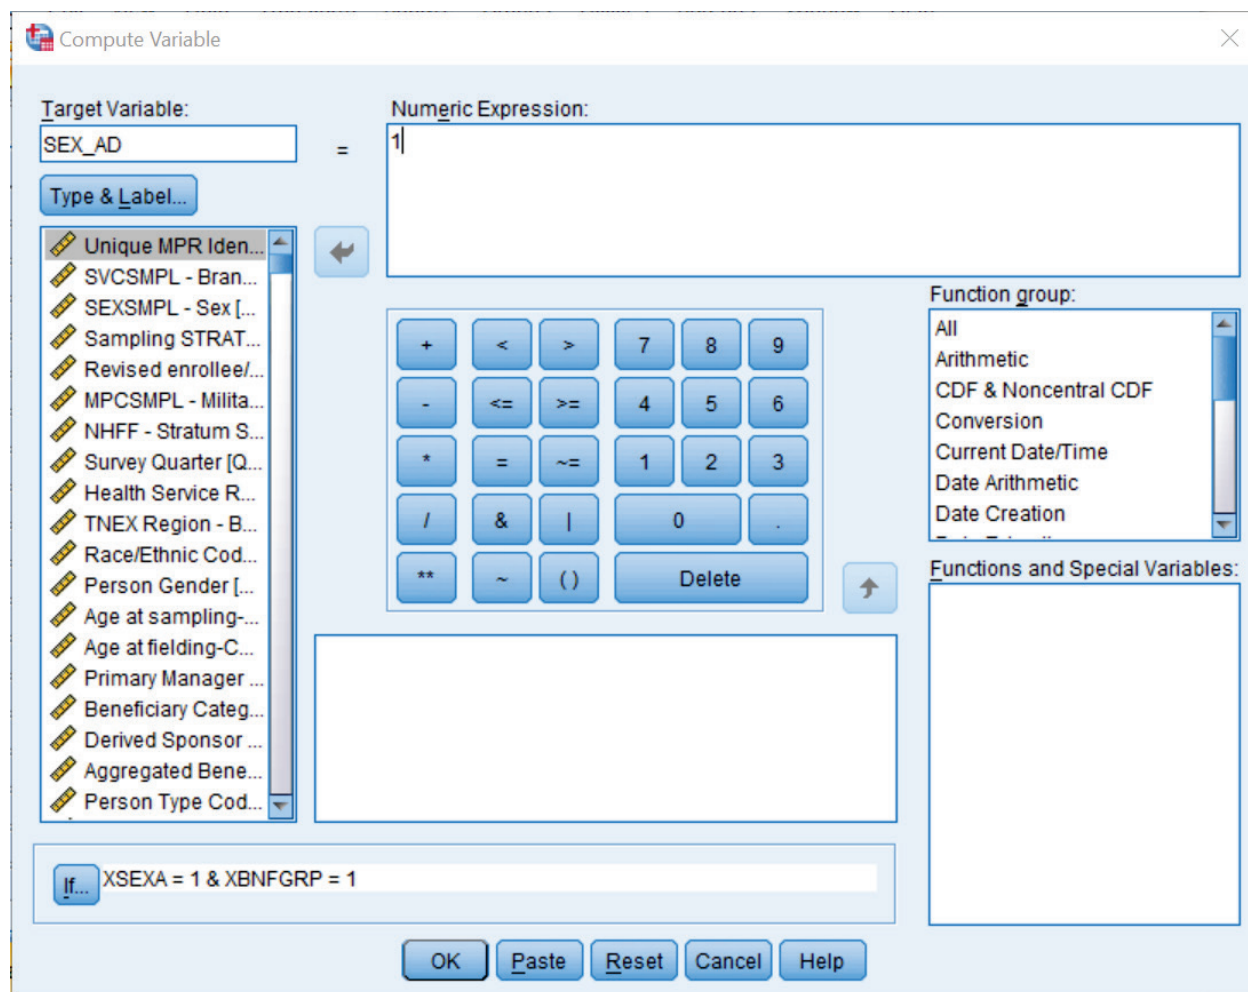 Compute Variable
Target Variable:
SEX_AD
=
Numeric Expression:
1
Type & Label...
Unique MPR Iden...
SVCSMPL - Bran...
SEXSMPL - Sex [...
Sampling STRAT...
Revised enrollee/...
MPCSMPL - Milita...
NHFF - Stratum S...
Survey Quarter [Q...
Health Service R...
TNEX Region - B...
Race/Ethnic Cod...
Person Gender [...
Age at sampling-...
Age at fielding-C...
Primary Manager ...
Beneficiary Categ...
Derived Sponsor ...
Aggregated Bene...
Person Type Cod...
+ < > 7 8 9
- <= >= 4 5 6
* = ~= 1 2 3
/ & | 0 .
** ~ ( ) Delete
Function group:
All
Arithmetic
CDF & Noncentral CDF
Conversion
Current Date/Time
Date Arithmetic
Date Creation
Functions and Special Variables:
If... XSEXA = 1 & XBNFGRP = 1
OK Paste Reset Cancel Help